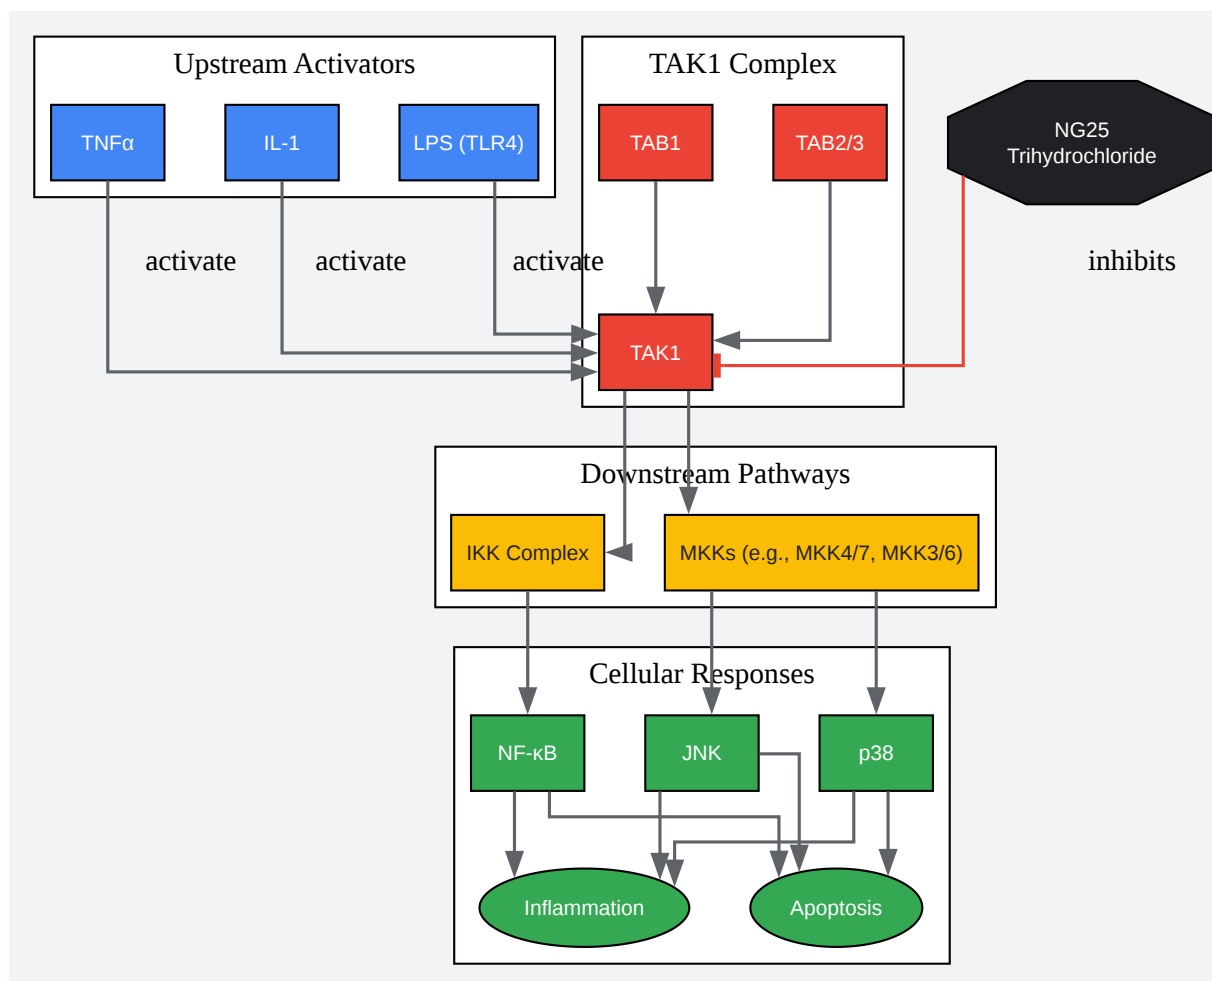 Upstream Activators
TAK1 Complex
TNFα
IL-1
LPS (TLR4)
TAB1
TAB2/3
NG25
Trihydrochloride
activate
activate
activate
inhibits
TAK1
Downstream Pathways
IKK Complex
MKKs (e.g., MKK4/7, MKK3/6)
Cellular Responses
NF-κB
JNK
p38
Inflammation
Apoptosis